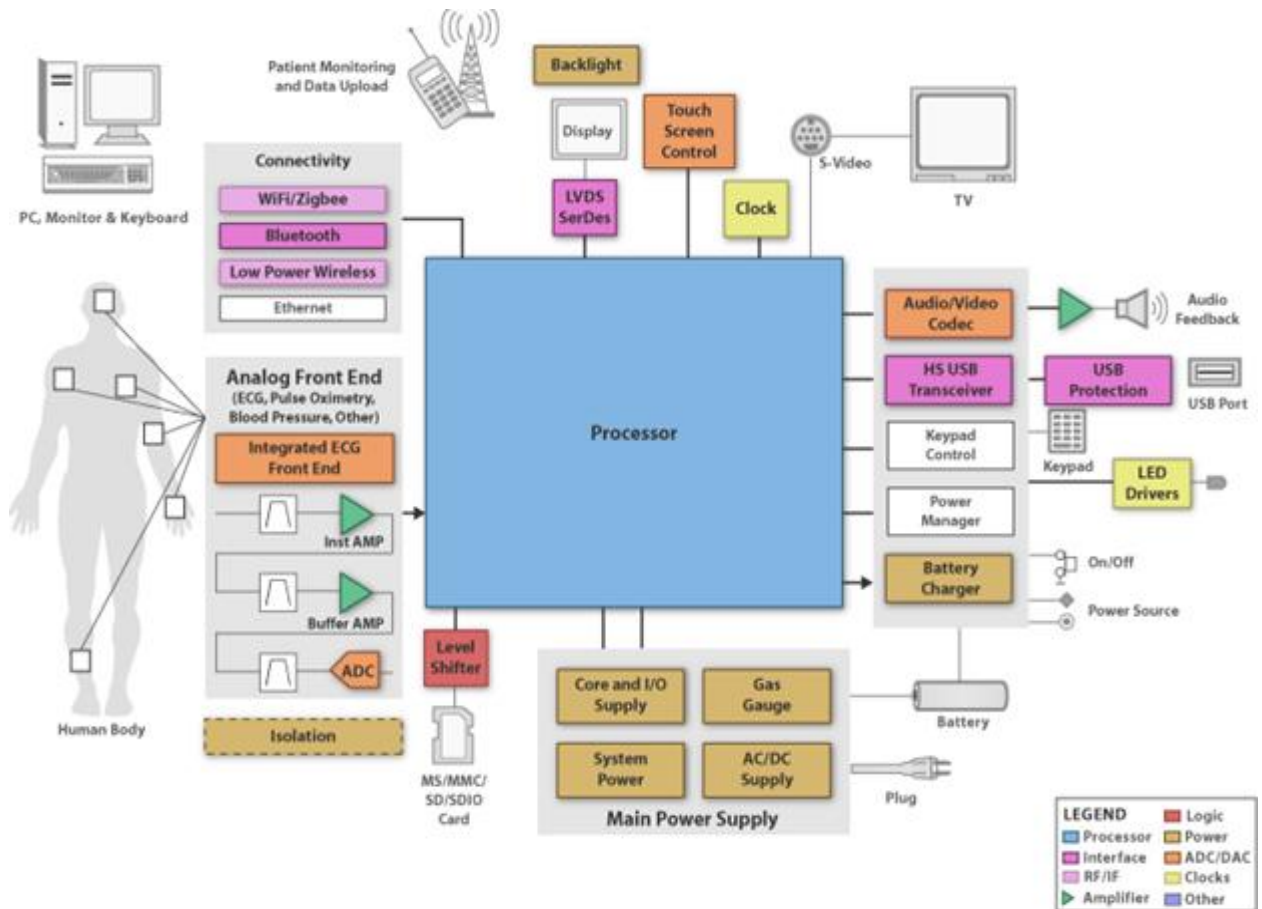 Patient Monitoring
and Data Upload
PC, Monitor & Keyboard
Connectivity
WiFi/Zigbee
Bluetooth
Low Power Wireless
Ethernet
Backlight
Display
LVDS
SerDes
Touch
Screen
Control
Clock
S-Video
TV
Human Body
Analog Front End
(ECG, Pulse Oximetry,
Blood Pressure, Other)
Integrated ECG
Front End
Inst AMP
Buffer AMP
ADC
Isolation
Processor
Audio/Video
Codec
Audio
Feedback
HS USB
Transceiver
USB
Protection
USB Port
Keypad
Control
Keypad
Power
Manager
LED
Drivers
Battery
Charger
On/Off
Power Source
Level
Shifter
MS/MMC/
SD/SDIO
Card
Core and I/O
Supply
Gas
Gauge
System
Power
AC/DC
Supply
Main Power Supply
Battery
Plug
LEGEND
Processor
Interface
RF/IF
Amplifier
Logic
Power
ADC/DAC
Clocks
Other